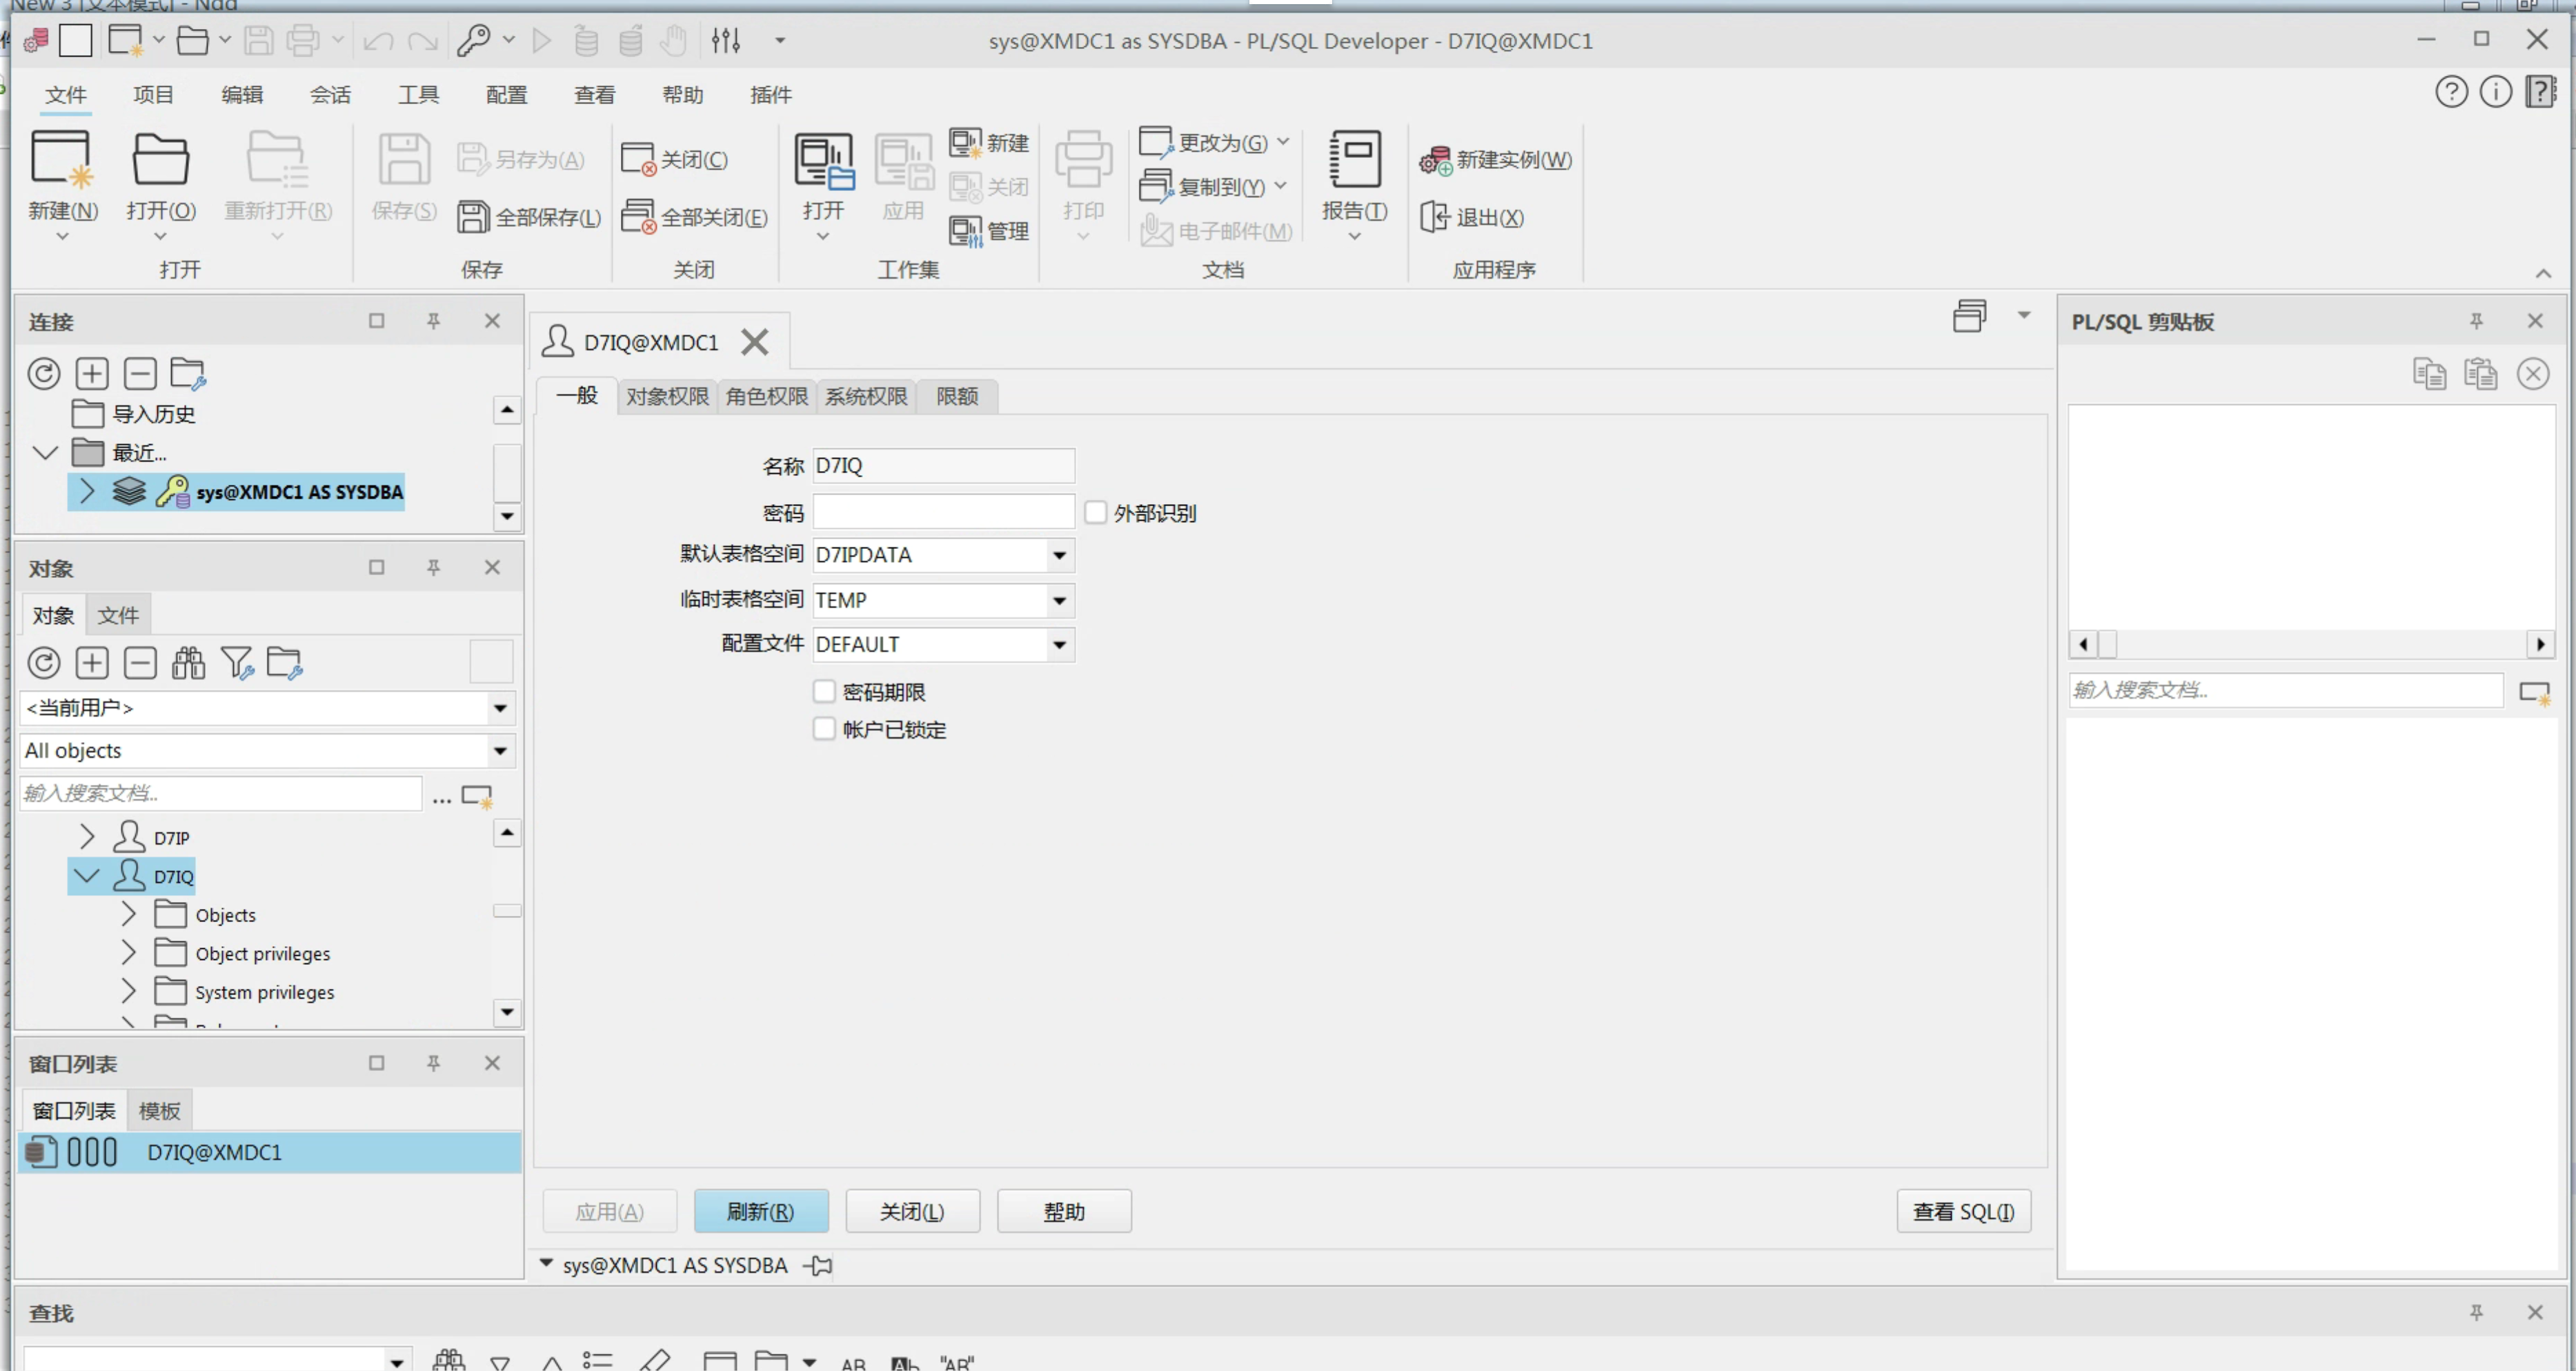 New 3 [文本模式] - Ndd
sys@XMDC1 as SYSDBA - PL/SQL Developer - D7IQ@XMDC1
文件 项目 编辑 会话 工具 配置 查看 帮助 插件
新建(N) 打开(O) 重新打开(R) 保存(S) 另存为(A) 全部保存(L) 关闭(C) 全部关闭(E) 打开 应用 新建 关闭 管理 打印 更改为(G) 复制到(Y) 电子邮件(M) 报告(T) 新建实例(W) 退出(X)
打开 保存 关闭 工作集 文档 应用程序
连接
导入历史
最近...
sys@XMDC1 AS SYSDBA
对象
对象 文件
<当前用户>
All objects
输入搜索文档...
...
D7IP
D7IQ
Objects
Object privileges
System privileges
窗口列表
窗口列表 模板
D7IQ@XMDC1
D7IQ@XMDC1
一般 对象权限 角色权限 系统权限 限额
名称 D7IQ
密码 外部识别
默认表格空间 D7IPDATA
临时表格空间 TEMP
配置文件 DEFAULT
密码期限
帐户已锁定
应用(A) 刷新(R) 关闭(L) 帮助 查看 SQL(I)
sys@XMDC1 AS SYSDBA
PL/SQL 剪贴板
输入搜索文档...
查找
AB Ab "AB"